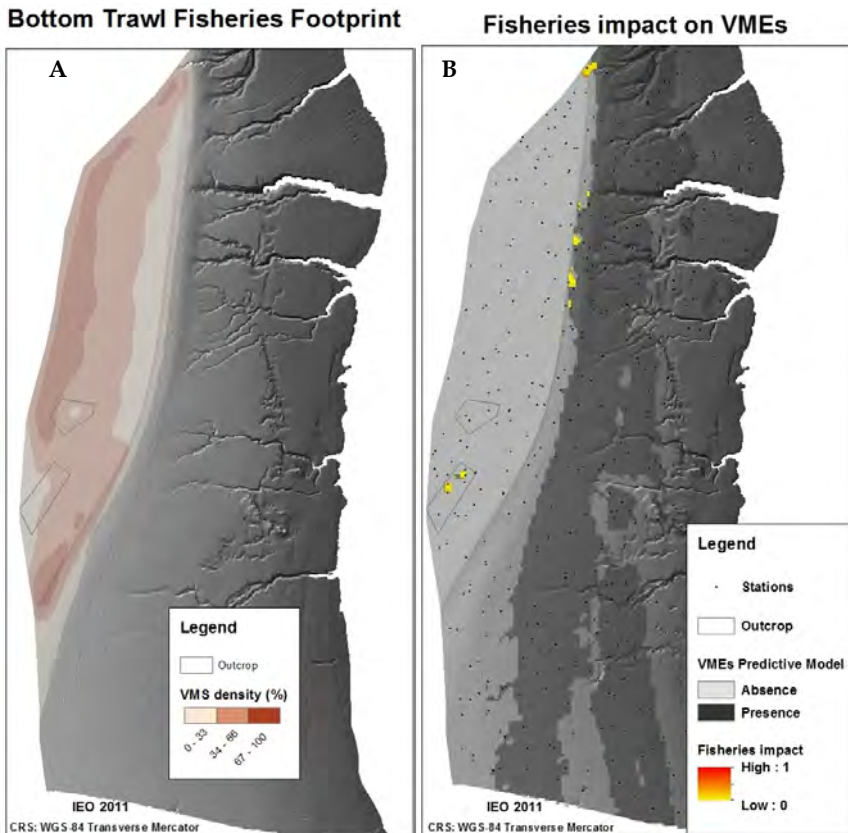 Bottom Trawl Fisheries Footprint
A
Legend
Outcrop
VMS density (%)
0 - 33
34 - 66
67 - 100
IEO 2011
CRS: WGS-84 Transverse Mercator
Fisheries impact on VMEs
B
Legend
Stations
Outcrop
VMEs Predictive Model
Absence
Presence
Fisheries impact
High : 1
Low : 0
IEO 2011
CRS: WGS-84 Transverse Mercator